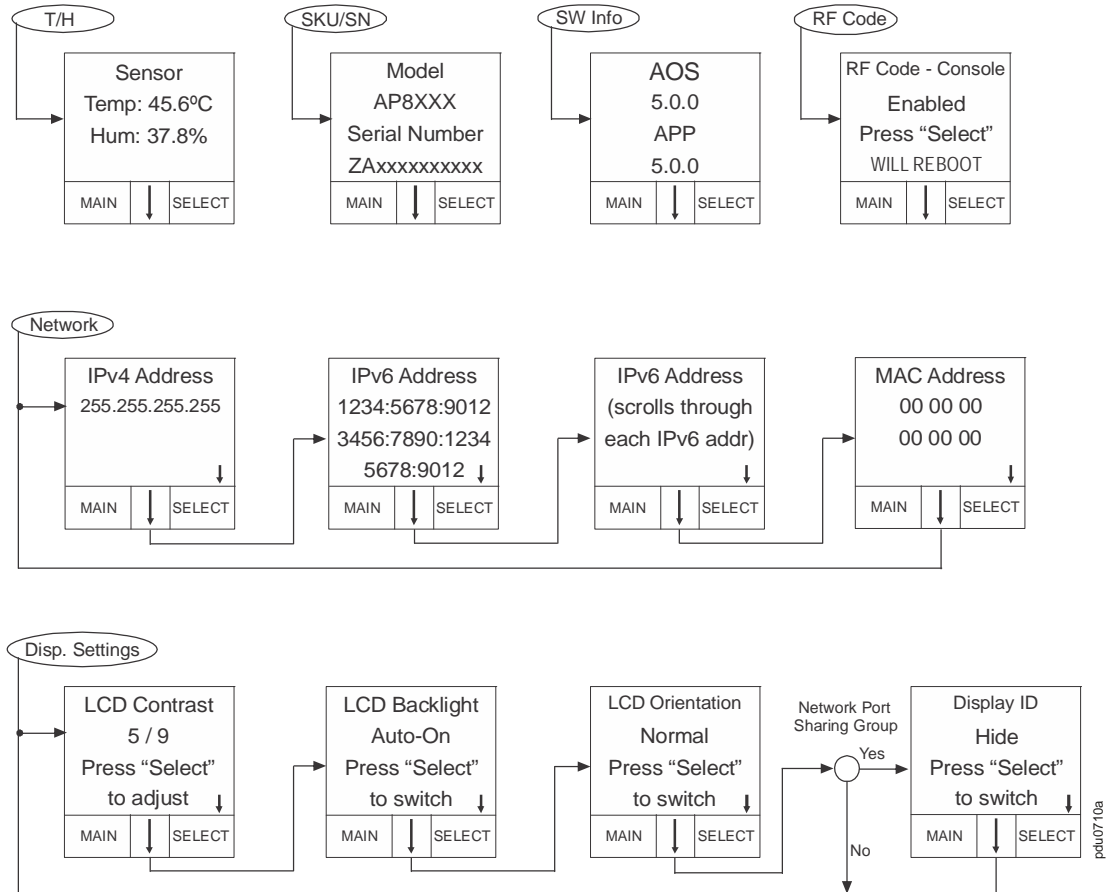 T/H
Sensor
Temp: 45.6ºC
Hum: 37.8%
MAIN
SELECT
SKU/SN
Model
AP8XXX
Serial Number
ZAxxxxxxxxxx
MAIN
SELECT
SW Info
AOS
5.0.0
APP
5.0.0
MAIN
SELECT
RF Code
RF Code - Console
Enabled
Press “Select”
WILL REBOOT
MAIN
SELECT
Network
IPv4 Address
255.255.255.255
MAIN
SELECT
IPv6 Address
1234:5678:9012
3456:7890:1234
5678:9012
MAIN
SELECT
IPv6 Address
(scrolls through
each IPv6 addr)
MAIN
SELECT
MAC Address
00 00 00
00 00 00
MAIN
SELECT
Disp. Settings
LCD Contrast
5 / 9
Press “Select”
to adjust
MAIN
SELECT
LCD Backlight
Auto-On
Press “Select”
to switch
MAIN
SELECT
LCD Orientation
Normal
Press “Select”
to switch
MAIN
SELECT
Network Port
Sharing Group
Yes
No
Display ID
Hide
Press “Select”
to switch
MAIN
SELECT
pdu0710a